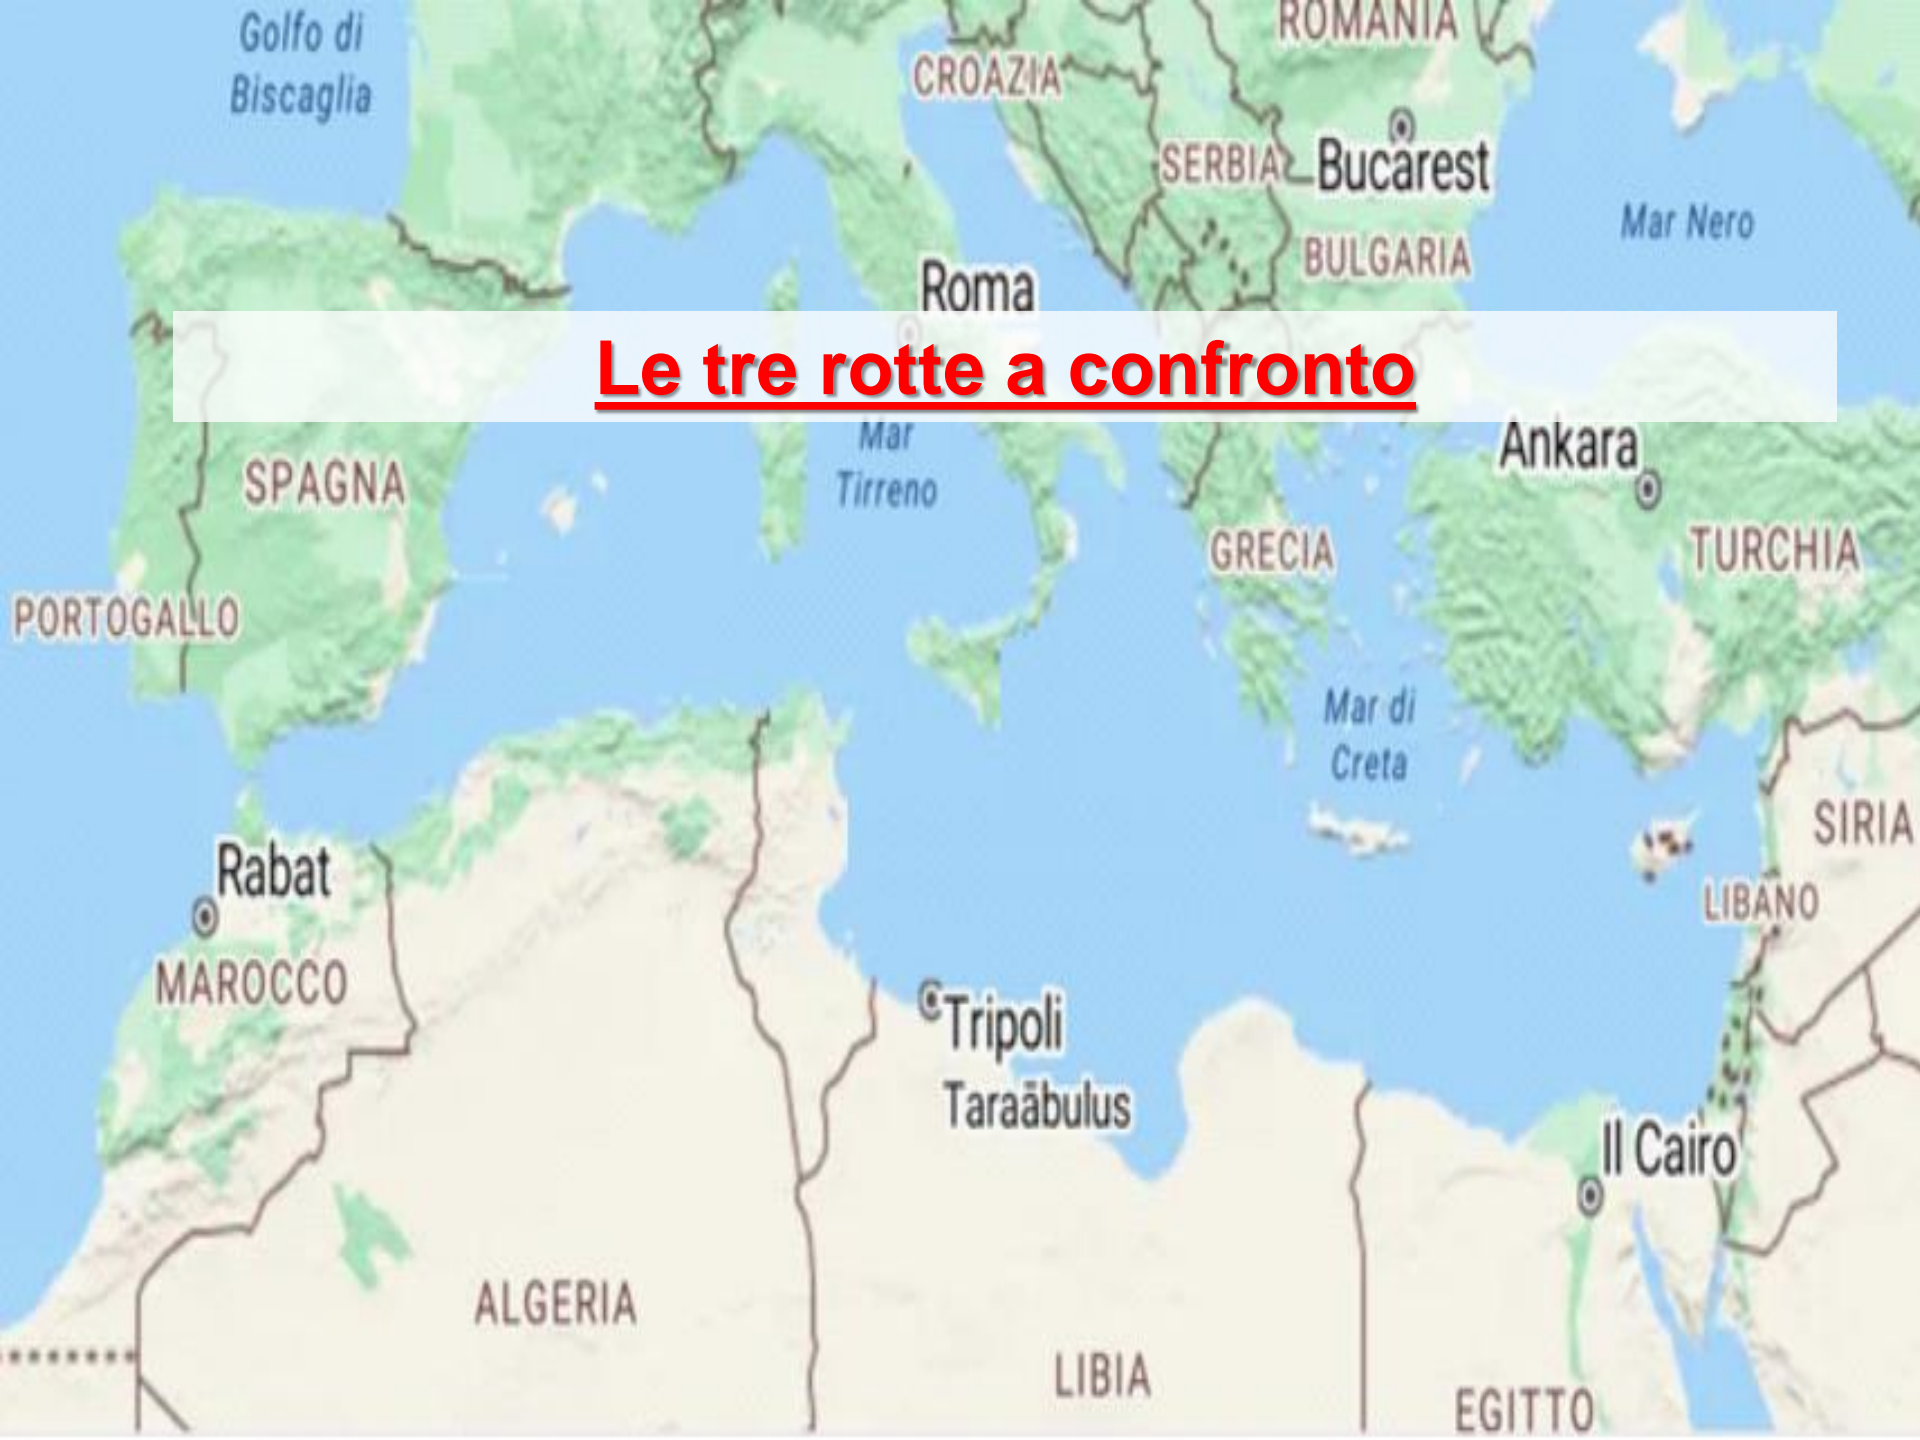 Golfo di
Biscaglia
ROMANIA
CROAZIA
Bucarest
SERBIA
Mar Nero
BULGARIA
Roma
Le tre rotte a confronto
Mar
Tirreno
Ankara
SPAGNA
GRECIA
TURCHIA
PORTOGALLO
Mar di
Creta
SIRIA
Rabat
LIBANO
MAROCCO
Tripoli
Taraābulus
Il Cairo
ALGERIA
LIBIA
EGITTO